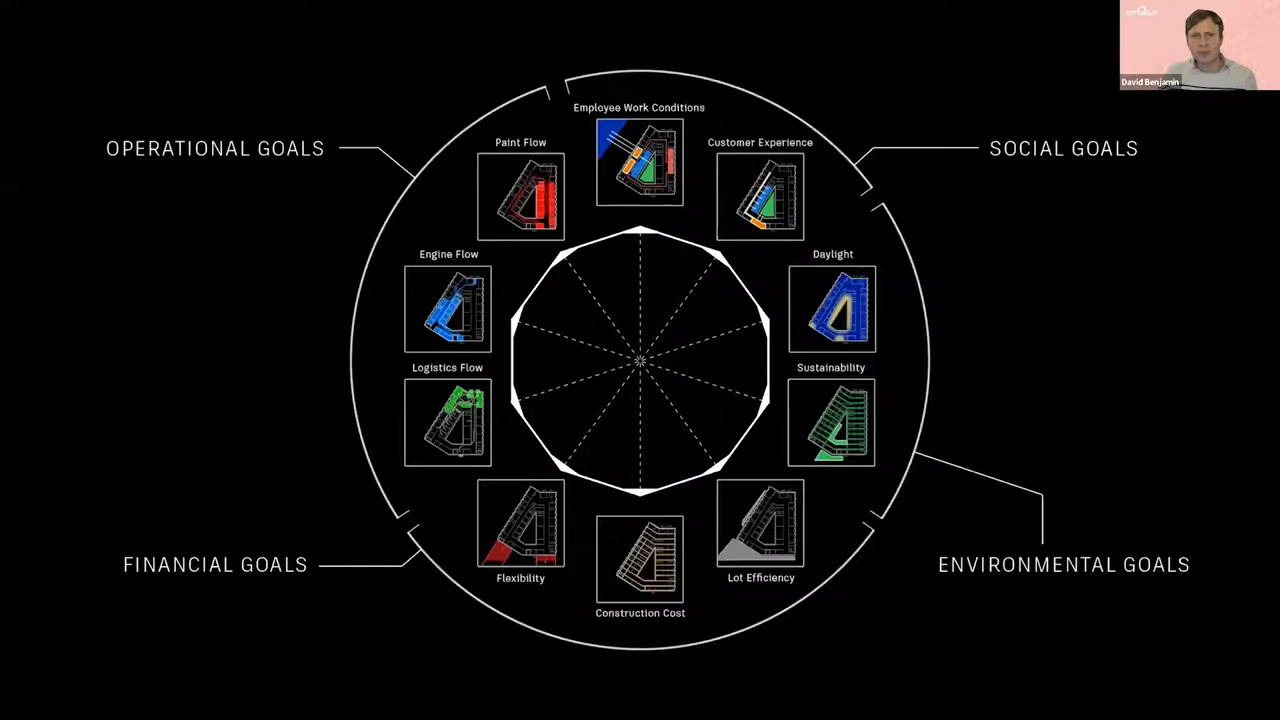 David Benjamin
OPERATIONAL GOALS
SOCIAL GOALS
Employee Work Conditions
Paint Flow
Customer Experience
Engine Flow
Daylight
Logistics Flow
Sustainability
FINANCIAL GOALS
ENVIRONMENTAL GOALS
Flexibility
Lot Efficiency
Construction Cost